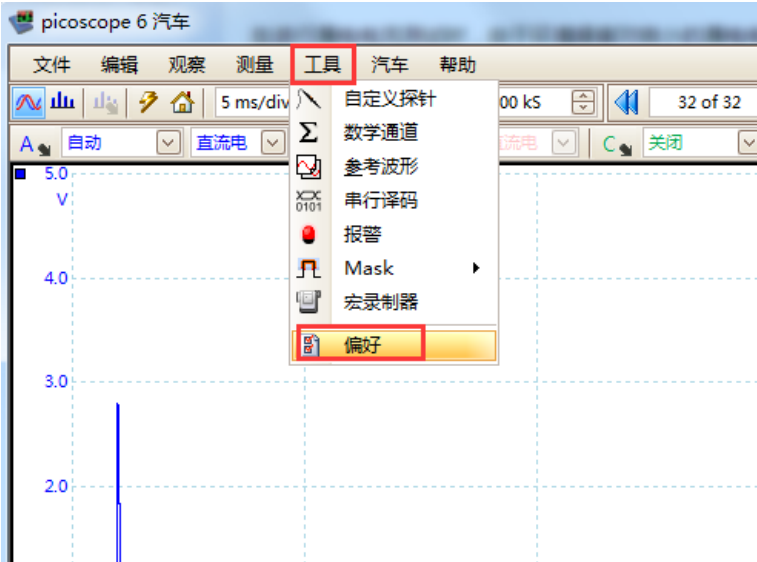 picoscope 6 汽车
文件 编辑 观察 测量 工具 汽车 帮助
5 ms/div 00 kS 32 of 32
A 自动 直流电 流电 C 关闭
自定义探针
数学通道
参考波形
0101 串行译码
报警
Mask
宏录制器
偏好
5.0
V
4.0
3.0
2.0